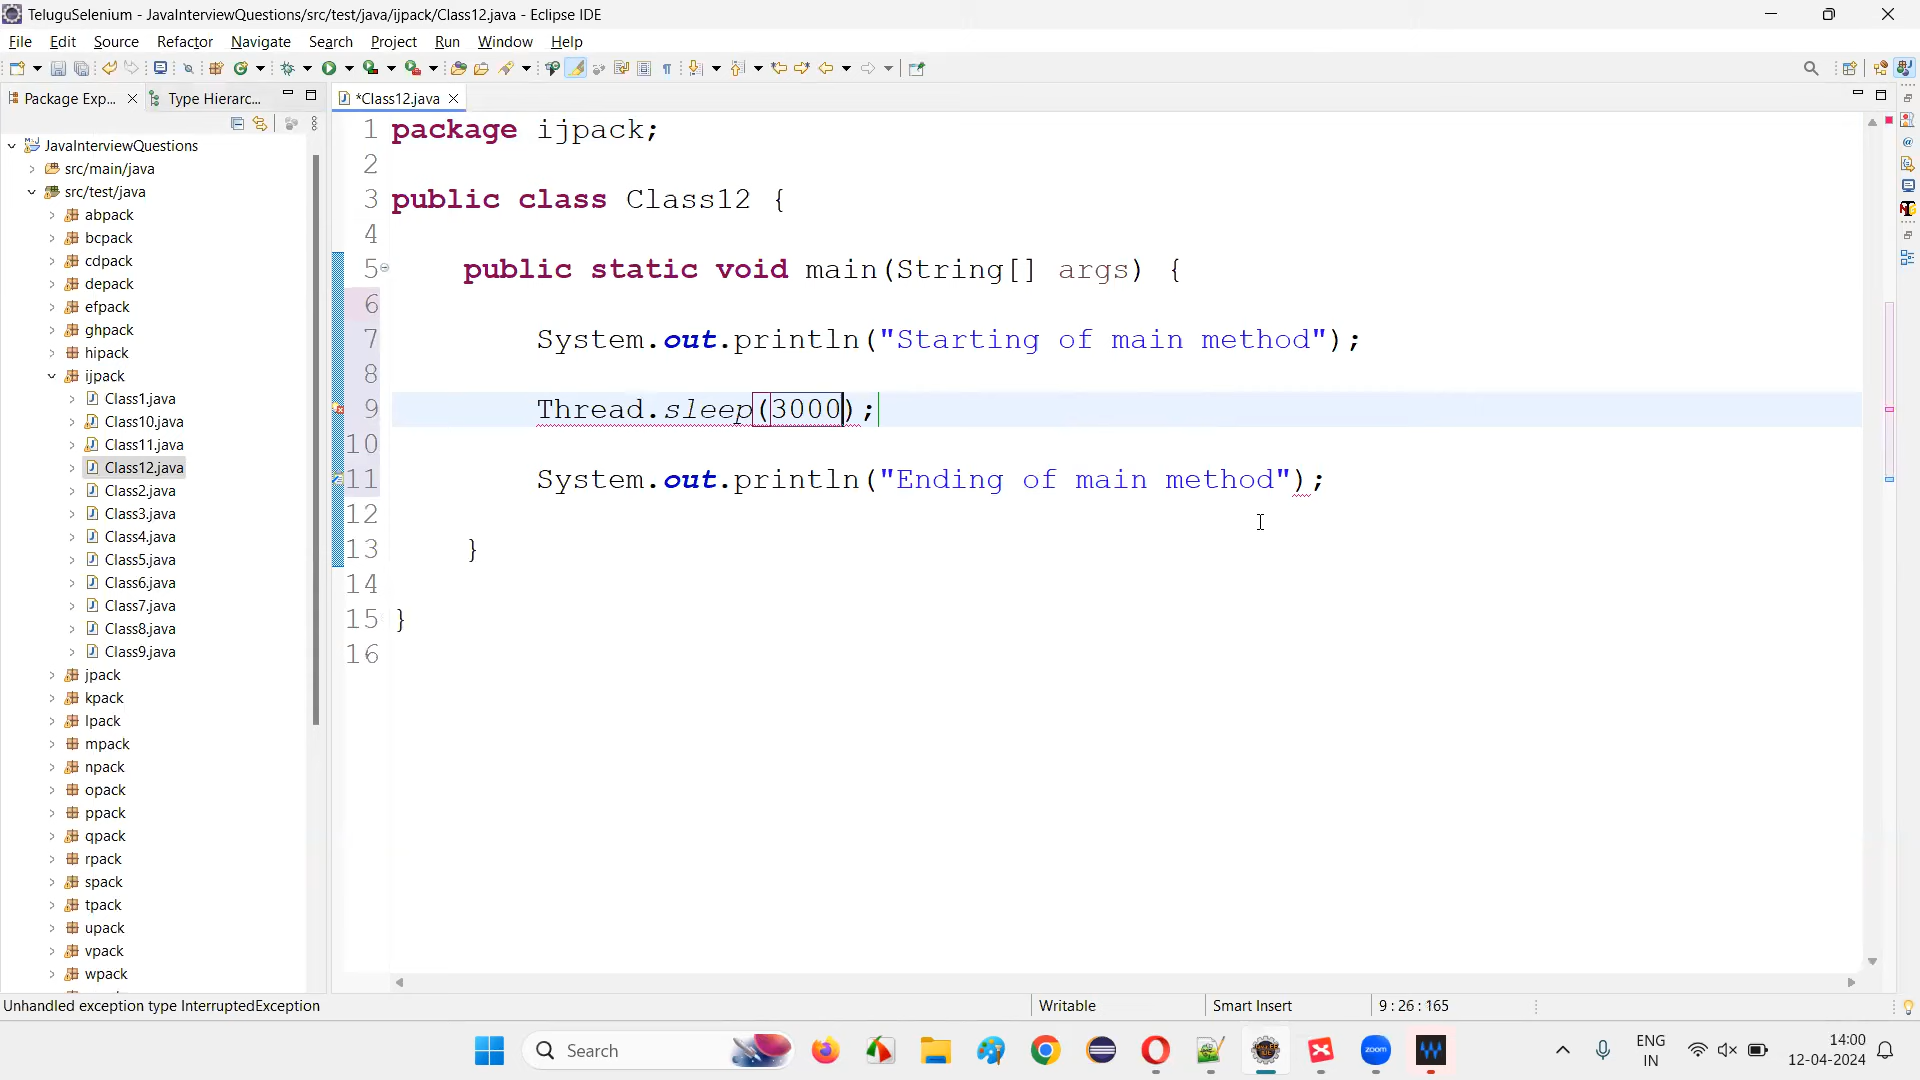 TeluguSelenium - JavaInterviewQuestions/src/test/java/ijpack/Class12.java - Eclipse IDE
File Edit Source Refactor Navigate Search Project Run Window Help
Package Exp... Type Hierarc...
*Class12.java
JavaInterviewQuestions
src/main/java
src/test/java
abpack
bcpack
cdpack
depack
efpack
ghpack
hipack
ijpack
Class1.java
Class10.java
Class11.java
Class12.java
Class2.java
Class3.java
Class4.java
Class5.java
Class6.java
Class7.java
Class8.java
Class9.java
jpack
kpack
lpack
mpack
npack
opack
ppack
qpack
rpack
spack
tpack
upack
vpack
wpack
1 package ijpack;
2
3 public class Class12 {
4
5 public static void main(String[] args) {
6
7 System.out.println("Starting of main method");
8
9 Thread.sleep(3000);
10
11 System.out.println("Ending of main method");
12
13 }
14
15 }
16
Unhandled exception type InterruptedException
Writable
Smart Insert
9 : 26 : 165
Search
zoom
ENG
IN
14:00
12-04-2024